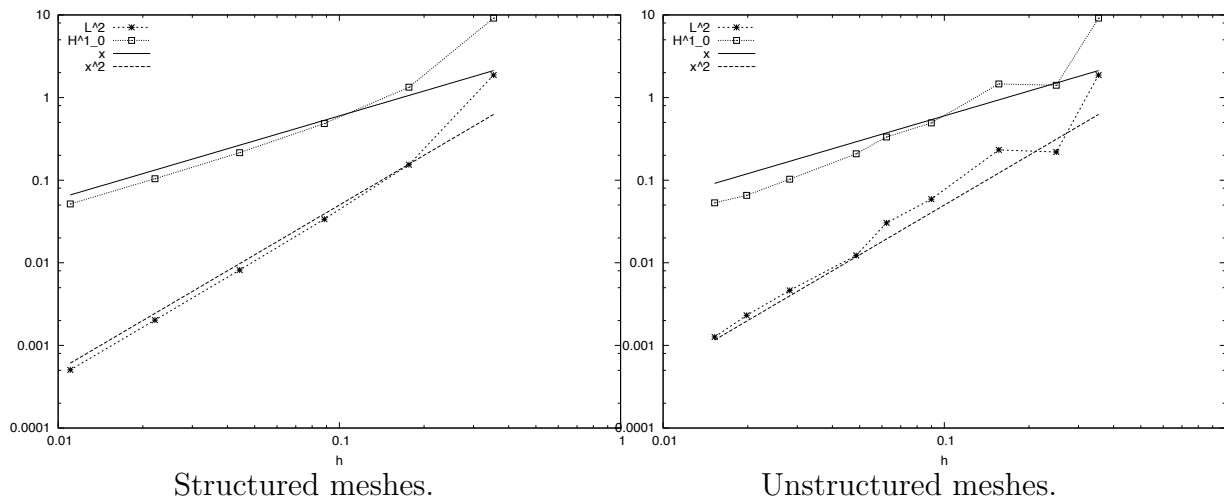 10
1
0.1
0.01
0.001
0.0001
0.01
0.1
1
h
L^2
H^1_0
x
x^2
Structured meshes.
10
1
0.1
0.01
0.001
0.0001
0.01
0.1
h
L^2
H^1_0
x
x^2
Unstructured meshes.